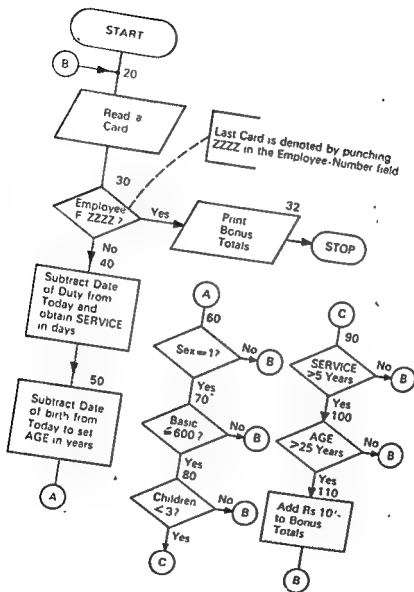 START
B
20
Read a
Card
Last Card is denoted by punching
ZZZZ in the Employee-Number field
30
Employee
F ZZZZ ?
Yes
32
Print
Bonus
Totals
STOP
No
40
Subtract Date
of Duty from
Today and
obtain SERVICE
in days
50
Subtract Date
of birth from
Today to set
AGE in years
A
A
60
Sex=1?
No
B
Yes
70
Basic
≤600 ?
No
B
Yes
80
Children
<3?
No
B
Yes
C
C
90
SERVICE
>5 Years
No
B
Yes
100
AGE
>25 Years
No
B
Yes
110
Add Rs 10/-
to Bonus
Totals
B